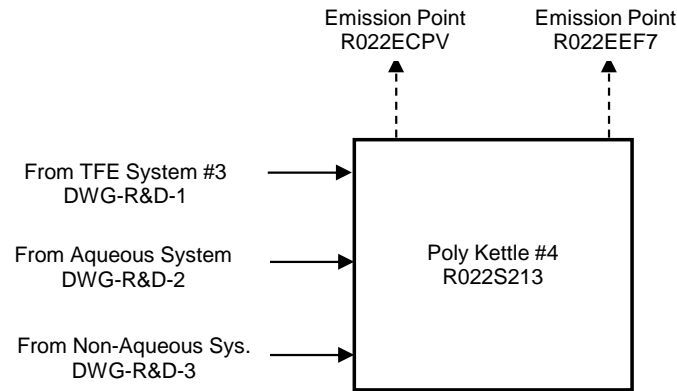 Emission Point
R022ECPV
Emission Point
R022EEF7
From TFE System #3
DWG-R&D-1
From Aqueous System
DWG-R&D-2
From Non-Aqueous Sys.
DWG-R&D-3
Poly Kettle #4
R022S213